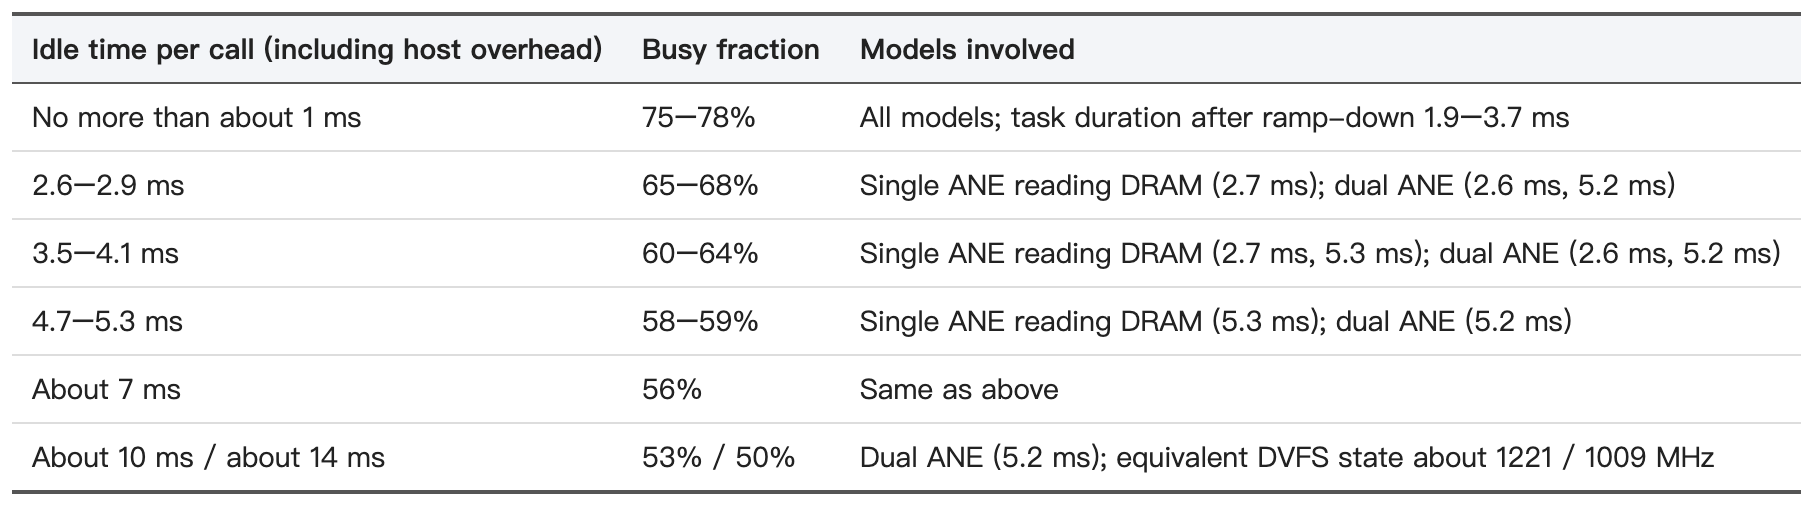 Idle time per call (including host overhead) Busy fraction Models involved
No more than about 1 ms 75–78% All models; task duration after ramp-down 1.9–3.7 ms
2.6–2.9 ms 65–68% Single ANE reading DRAM (2.7 ms); dual ANE (2.6 ms, 5.2 ms)
3.5–4.1 ms 60–64% Single ANE reading DRAM (2.7 ms, 5.3 ms); dual ANE (2.6 ms, 5.2 ms)
4.7–5.3 ms 58–59% Single ANE reading DRAM (5.3 ms); dual ANE (5.2 ms)
About 7 ms 56% Same as above
About 10 ms / about 14 ms 53% / 50% Dual ANE (5.2 ms); equivalent DVFS state about 1221 / 1009 MHz